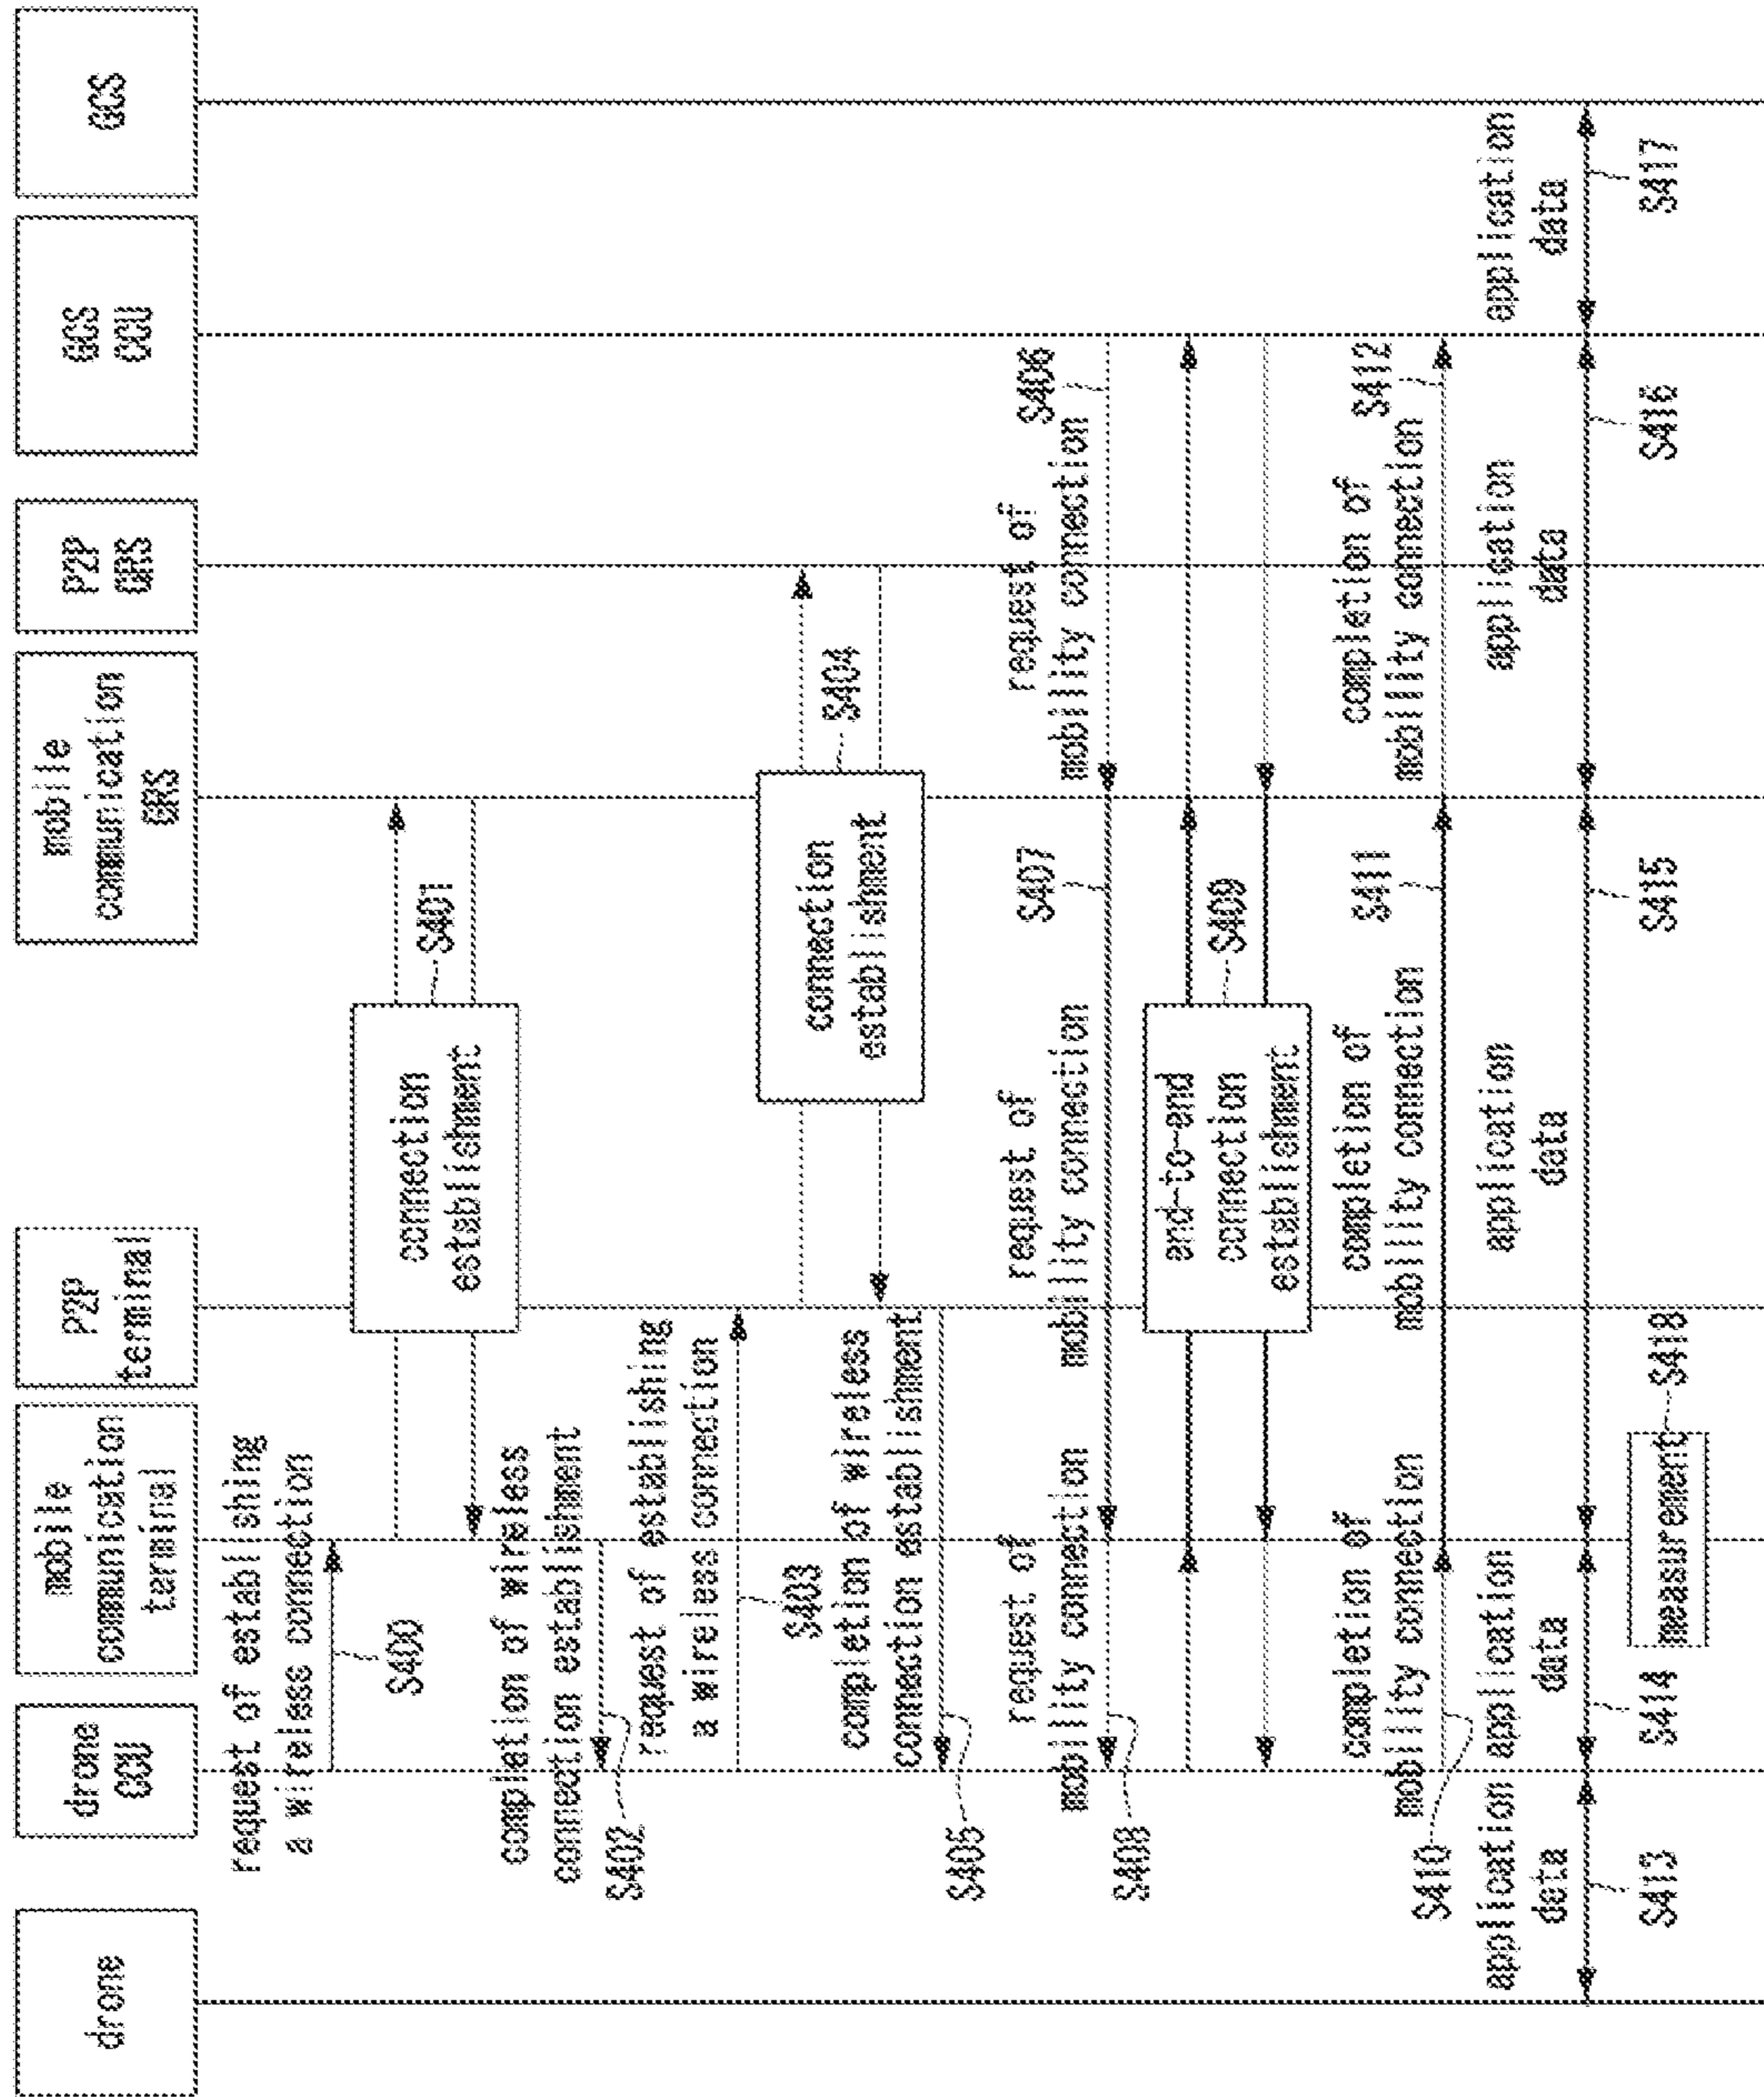 drone
drone
CCU
mobile
communication
terminal
P2P
terminal
mobile
communication
GRS
P2P
GRS
GCS
CCU
GCS
request of establishing
a wireless connection
S400
connection
establishment
S401
completion of wireless
connection establishment
S402
request of establishing
a wireless connection
S403
connection
establishment
S404
completion of wireless
connection establishment
S405
request of
mobility connection
S406
request of
mobility connection
S407
request of
mobility connection
S408
end-to-end
connection
establishment
S409
completion of
mobility connection
S410
completion of
mobility connection
S411
completion of
mobility connection
S412
application
data
S413
application
data
S414
application
data
S415
application
data
S416
application
data
S417
measurement
S418